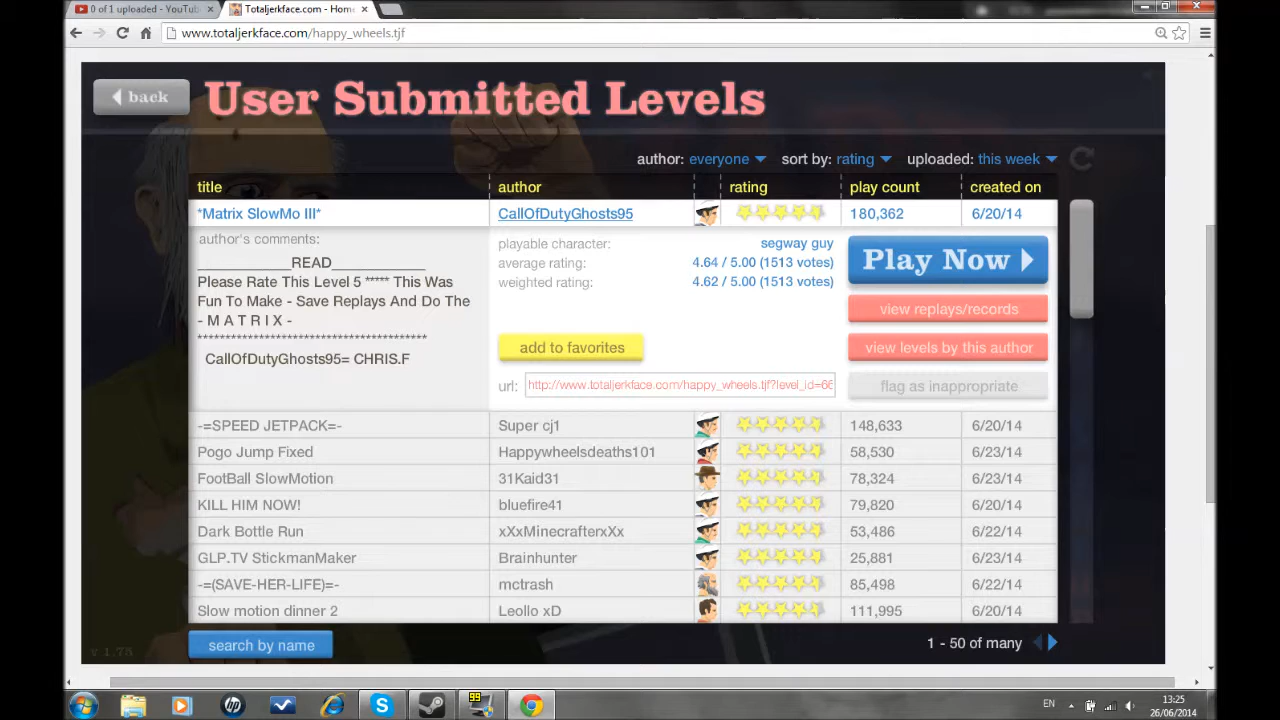 0 of 1 uploaded - YouTub
Totaljerkface.com - Hom
www.totaljerkface.com/happy_wheels.tjf
back
User Submitted Levels
author: everyone sort by: rating uploaded: this week
title author rating play count created on
*Matrix SlowMo III* CallOfDutyGhosts95 180,362 6/20/14
author's comments:
____________READ____________
Please Rate This Level 5 ***** This Was
Fun To Make - Save Replays And Do The
- M A T R I X -
****************************************
CallOfDutyGhosts95= CHRIS.F
playable character: segway guy
average rating: 4.64 / 5.00 (1513 votes)
weighted rating: 4.62 / 5.00 (1513 votes)
add to favorites
url: http://www.totaljerkface.com/happy_wheels.tjf?level_id=66
Play Now
view replays/records
view levels by this author
flag as inappropriate
-=SPEED JETPACK=- Super cj1 148,633 6/20/14
Pogo Jump Fixed Happywheelsdeaths101 58,530 6/23/14
FootBall SlowMotion 31Kaid31 78,324 6/23/14
KILL HIM NOW! bluefire41 79,820 6/20/14
Dark Bottle Run xXxMinecrafterxXx 53,486 6/22/14
GLP.TV StickmanMaker Brainhunter 25,881 6/23/14
-=(SAVE-HER-LIFE)=- mctrash 85,498 6/22/14
Slow motion dinner 2 Leollo xD 111,995 6/20/14
search by name
1 - 50 of many
v 1.75
99
EN
13:25
26/06/2014